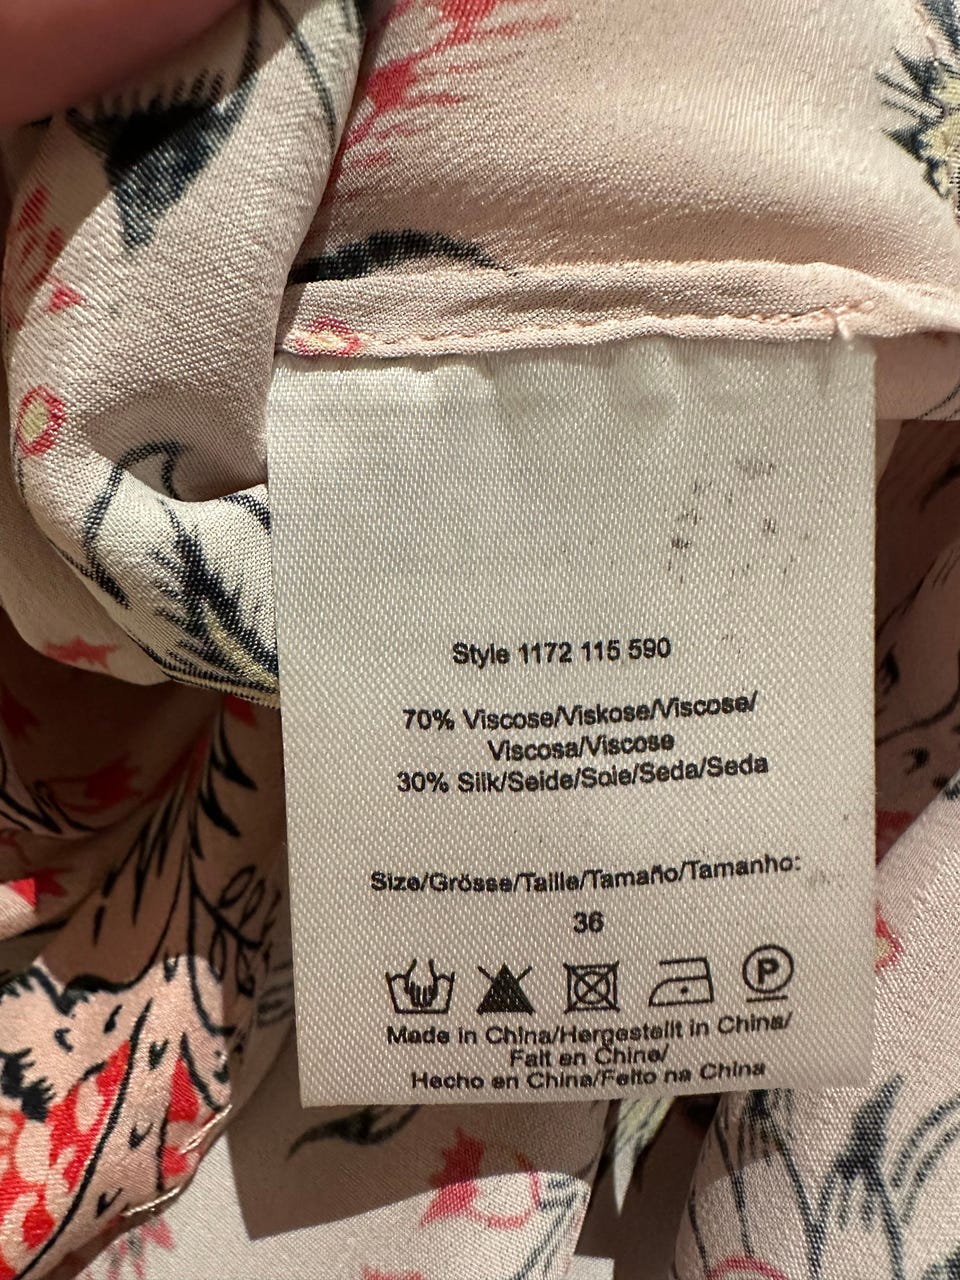 Style 1172 115 590
70% Viscose/Viskose/Viscose/
Viscosa/Viscose
30% Silk/Seide/Soie/Seda/Seda
Size/Grösse/Taille/Tamaño/Tamanho:
36
P
Made in China/Hergestellt in China/
Fait en Chine/
Hecho en China/Feito na China